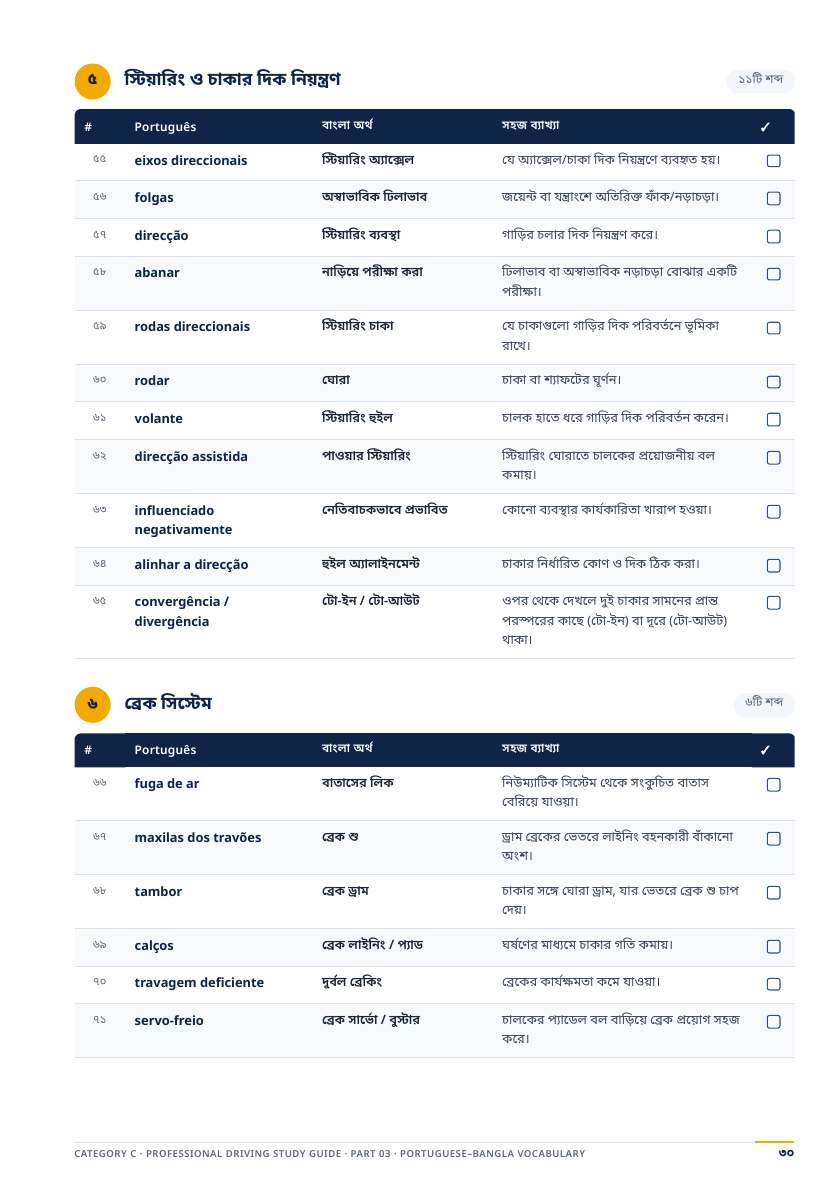 ৫ স্টিয়ারিং ও চাকার দিক নিয়ন্ত্রণ ১১টি শব্দ
# Português বাংলা অর্থ সহজ ব্যাখ্যা ✓
৫৫ eixos direccionais স্টিয়ারিং অ্যাক্সেল যে অ্যাক্সেল/চাকা দিক নিয়ন্ত্রণে ব্যবহৃত হয়।
৫৬ folgas অস্বাভাবিক ঢিলাভাব জয়েন্ট বা যন্ত্রাংশে অতিরিক্ত ফাঁক/নড়াচড়া।
৫৭ direcção স্টিয়ারিং ব্যবস্থা গাড়ির চলার দিক নিয়ন্ত্রণ করে।
৫৮ abanar নাড়িয়ে পরীক্ষা করা ঢিলাভাব বা অস্বাভাবিক নড়াচড়া বোঝার একটি
পরীক্ষা।
৫৯ rodas direccionais স্টিয়ারিং চাকা যে চাকাগুলো গাড়ির দিক পরিবর্তনে ভূমিকা
রাখে।
৬০ rodar ঘোরা চাকা বা শ্যাফটের ঘূর্ণন।
৬১ volante স্টিয়ারিং হুইল চালক হাতে ধরে গাড়ির দিক পরিবর্তন করেন।
৬২ direcção assistida পাওয়ার স্টিয়ারিং স্টিয়ারিং ঘোরাতে চালকের প্রয়োজনীয় বল
কমায়।
৬৩ influenciado নেতিবাচকভাবে প্রভাবিত কোনো ব্যবস্থার কার্যকারিতা খারাপ হওয়া।
negativamente
৬৪ alinhar a direcção হুইল অ্যালাইনমেন্ট চাকার নির্ধারিত কোণ ও দিক ঠিক করা।
৬৫ convergência / টো-ইন / টো-আউট ওপর থেকে দেখলে দুই চাকার সামনের প্রান্ত
divergência পরস্পরের কাছে (টো-ইন) বা দূরে (টো-আউট)
থাকা।
৬ ব্রেক সিস্টেম ৬টি শব্দ
# Português বাংলা অর্থ সহজ ব্যাখ্যা ✓
৬৬ fuga de ar বাতাসের লিক নিউম্যাটিক সিস্টেম থেকে সংকুচিত বাতাস
বেরিয়ে যাওয়া।
৬৭ maxilas dos travões ব্রেক শু ড্রাম ব্রেকের ভেতরে লাইনিং বহনকারী বাঁকানো
অংশ।
৬৮ tambor ব্রেক ড্রাম চাকার সঙ্গে ঘোরা ড্রাম, যার ভেতরে ব্রেক শু চাপ
দেয়।
৬৯ calços ব্রেক লাইনিং / প্যাড ঘর্ষণের মাধ্যমে চাকার গতি কমায়।
৭০ travagem deficiente দুর্বল ব্রেকিং ব্রেকের কার্যক্ষমতা কমে যাওয়া।
৭১ servo-freio ব্রেক সার্ভো / বুস্টার চালকের প্যাডেল বল বাড়িয়ে ব্রেক প্রয়োগ সহজ
করে।
CATEGORY C · PROFESSIONAL DRIVING STUDY GUIDE · PART 03 · PORTUGUESE–BANGLA VOCABULARY ৩০